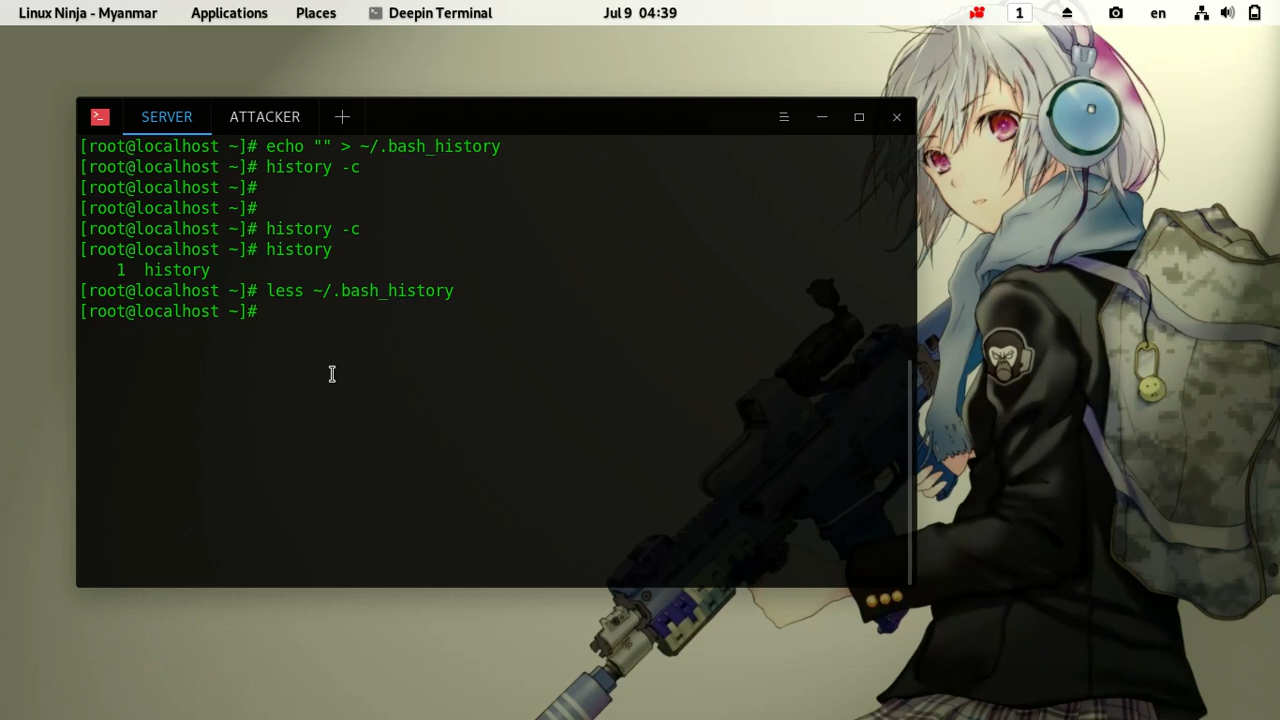 Linux Ninja - Myanmar Applications Places Deepin Terminal Jul 9 04:39 1 en
SERVER ATTACKER
[root@localhost ~]# echo "" > ~/.bash_history
[root@localhost ~]# history -c
[root@localhost ~]#
[root@localhost ~]#
[root@localhost ~]# history -c
[root@localhost ~]# history
    1  history
[root@localhost ~]# less ~/.bash_history
[root@localhost ~]#